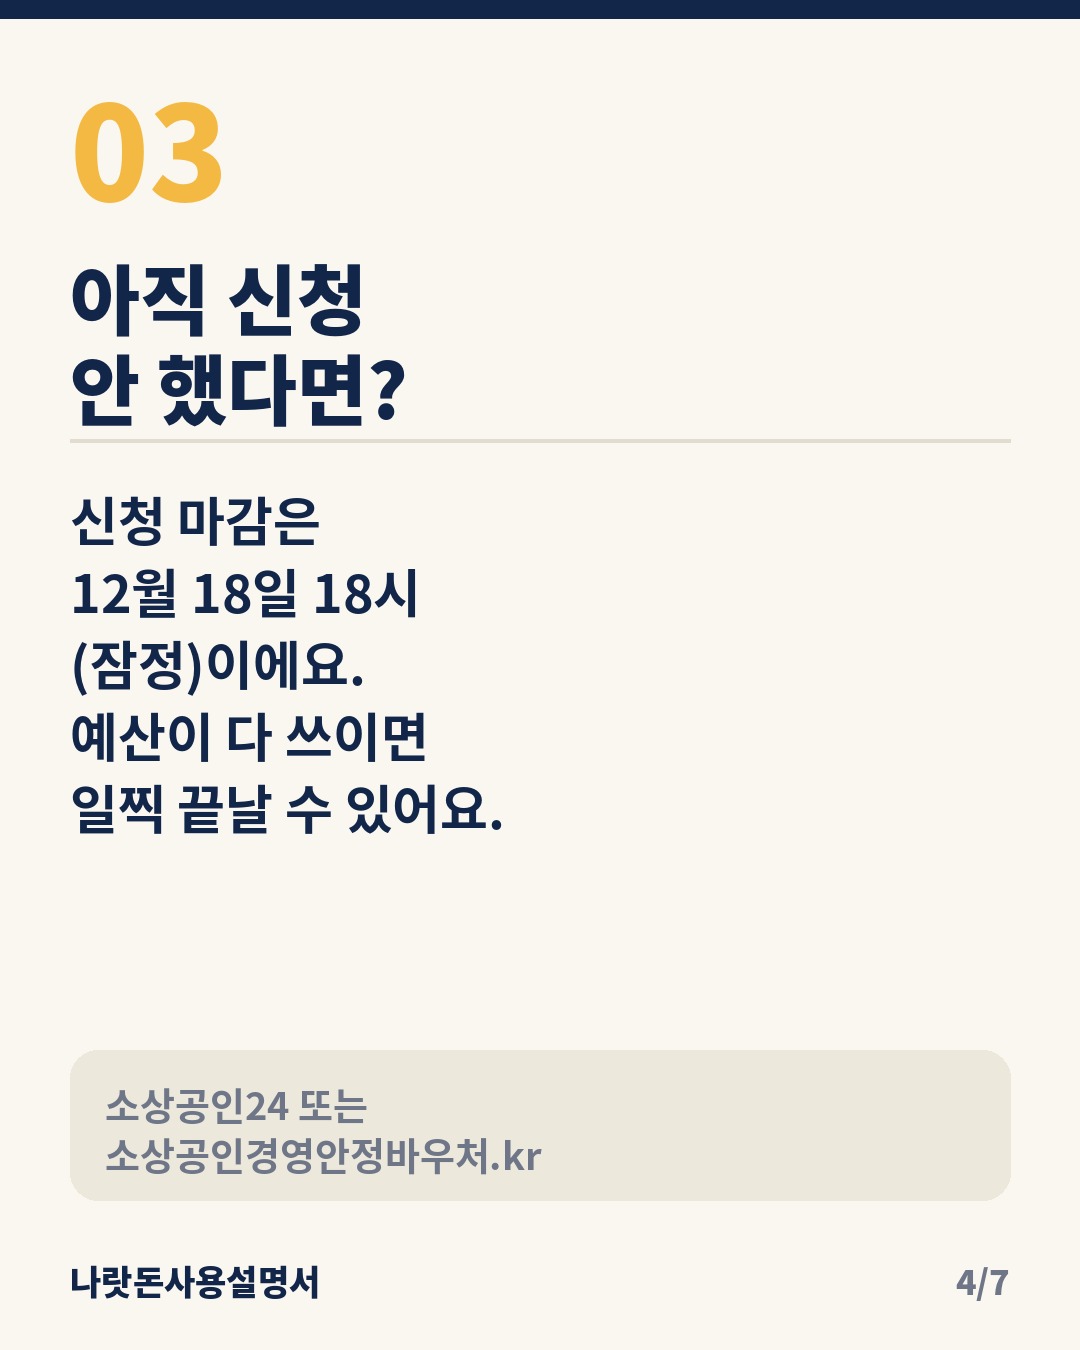 03
아직 신청
안 했다면?
신청 마감은
12월 18일 18시
(잠정)이에요.
예산이 다 쓰이면
일찍 끝날 수 있어요.
소상공인24 또는
소상공인경영안정바우처.kr
나랏돈사용설명서
4/7